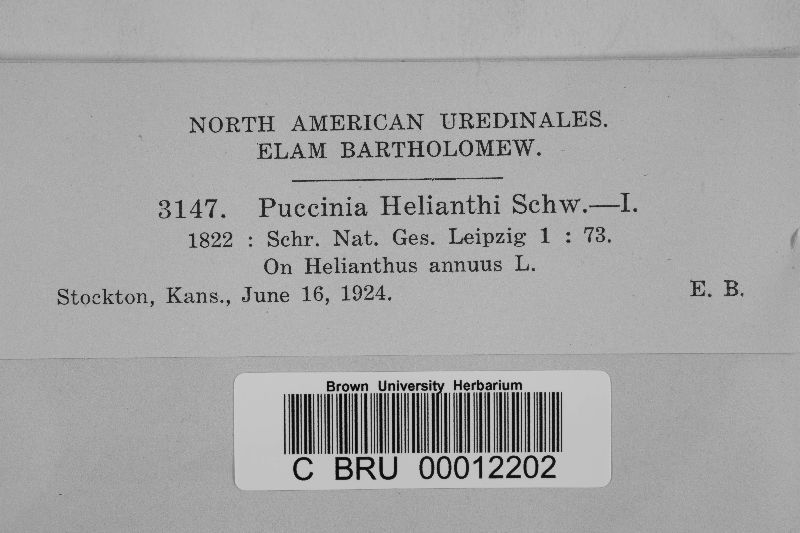 NORTH AMERICAN UREDINALES.
ELAM BARTHOLOMEW.
3147. Puccinia Helianthi Schw.—I.
1822 : Schr. Nat. Ges. Leipzig 1 : 73.
On Helianthus annuus L.
Stockton, Kans., June 16, 1924. E. B.
Brown University Herbarium
C BRU 00012202